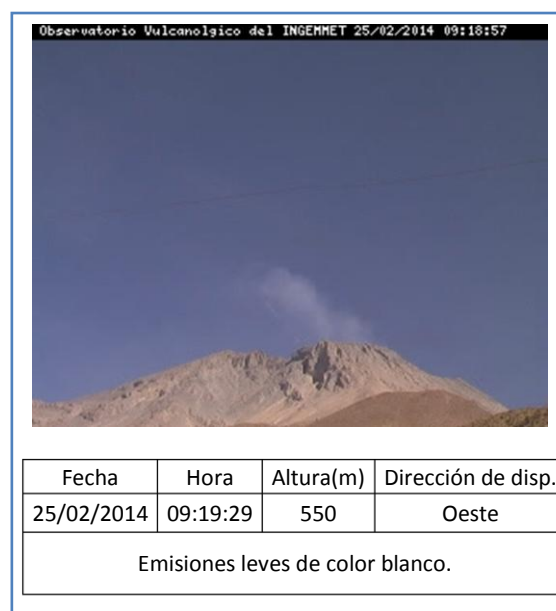 Observatorio Vulcanolgico del INGEMMET 25/02/2014 09:18:57
Fecha Hora Altura(m) Dirección de disp.
25/02/2014 09:19:29 550 Oeste
Emisiones leves de color blanco.